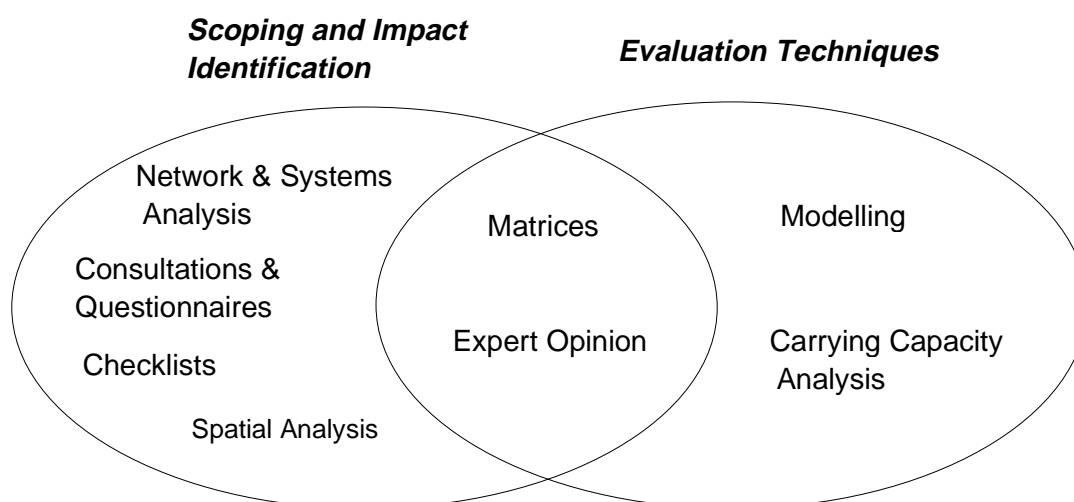 Scoping and Impact
Identification
Evaluation Techniques
Network & Systems
Analysis
Consultations &
Questionnaires
Checklists
Spatial Analysis
Matrices
Expert Opinion
Modelling
Carrying Capacity
Analysis